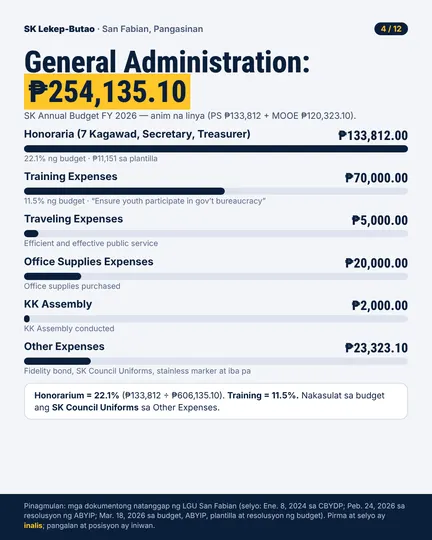 SK Lekep-Butao · San Fabian, Pangasinan
4 / 12
General Administration:
₱254,135.10
SK Annual Budget FY 2026 — anim na linya (PS ₱133,812 + MOOE ₱120,323.10).
Honoraria (7 Kagawad, Secretary, Treasurer) ₱133,812.00
22.1% ng budget · ₱11,151 sa plantilla
Training Expenses ₱70,000.00
11.5% ng budget · "Ensure youth participate in gov't bureaucracy"
Traveling Expenses ₱5,000.00
Efficient and effective public service
Office Supplies Expenses ₱20,000.00
Office supplies purchased
KK Assembly ₱2,000.00
KK Assembly conducted
Other Expenses ₱23,323.10
Fidelity bond, SK Council Uniforms, stainless marker at iba pa
Honorarium = 22.1% (₱133,812 ÷ ₱606,135.10). Training = 11.5%. Nakasulat sa budget
ang SK Council Uniforms sa Other Expenses.
Pinagmulan: mga dokumentong natanggap ng LGU San Fabian (selyo: Ene. 8, 2024 sa CBYDP; Peb. 24, 2026 sa
resolusyon ng ABYIP; Mar. 18, 2026 sa budget, ABYIP, plantilla at resolusyon ng budget). Pirma at selyo ay
inalis; pangalan at posisyon ay iniwan.